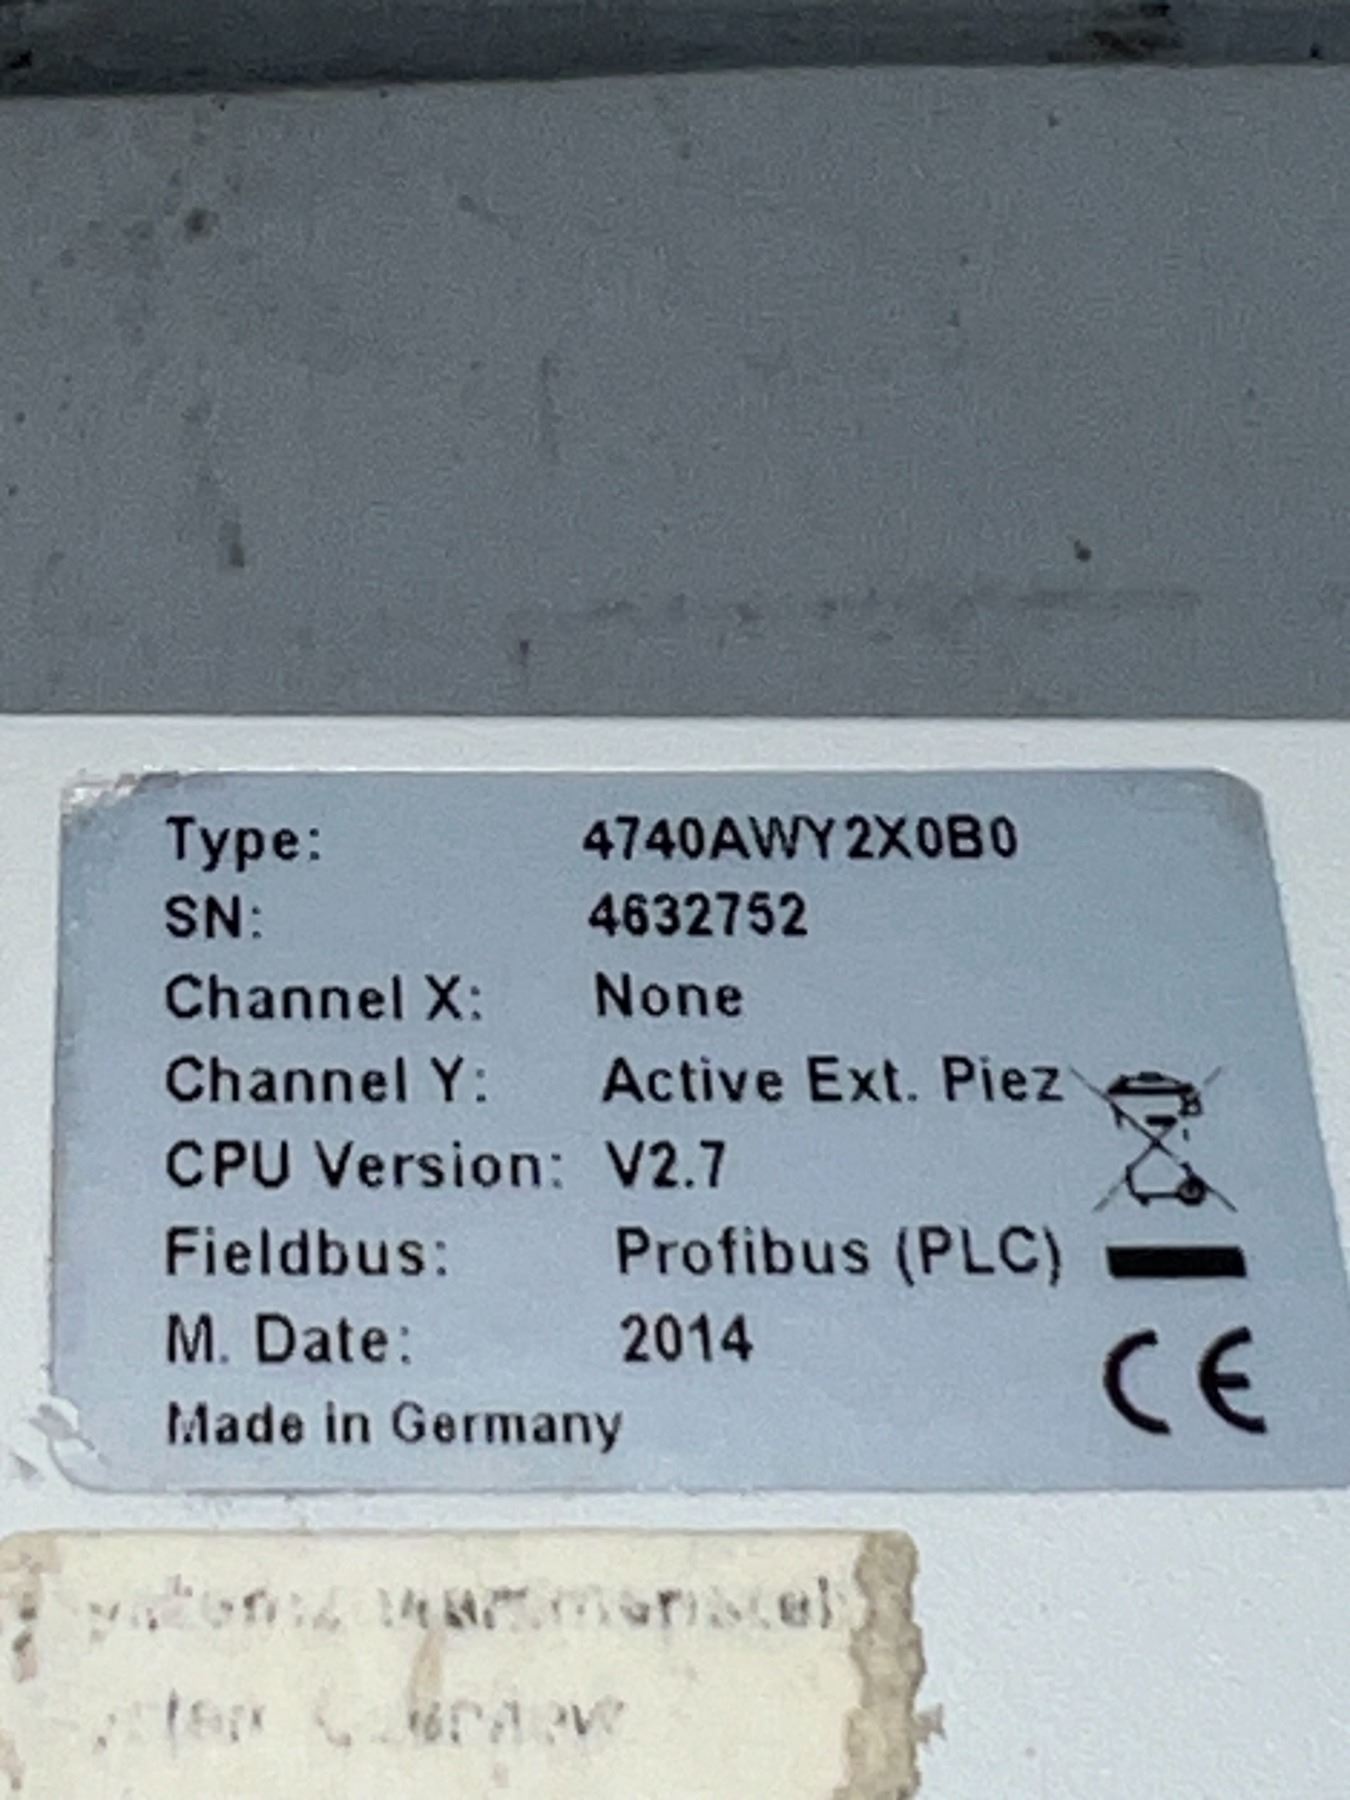 Type: 4740AWY2X0B0
SN: 4632752
Channel X: None
Channel Y: Active Ext. Piez
CPU Version: V2.7
Fieldbus: Profibus (PLC)
M. Date: 2014
Made in Germany
CE